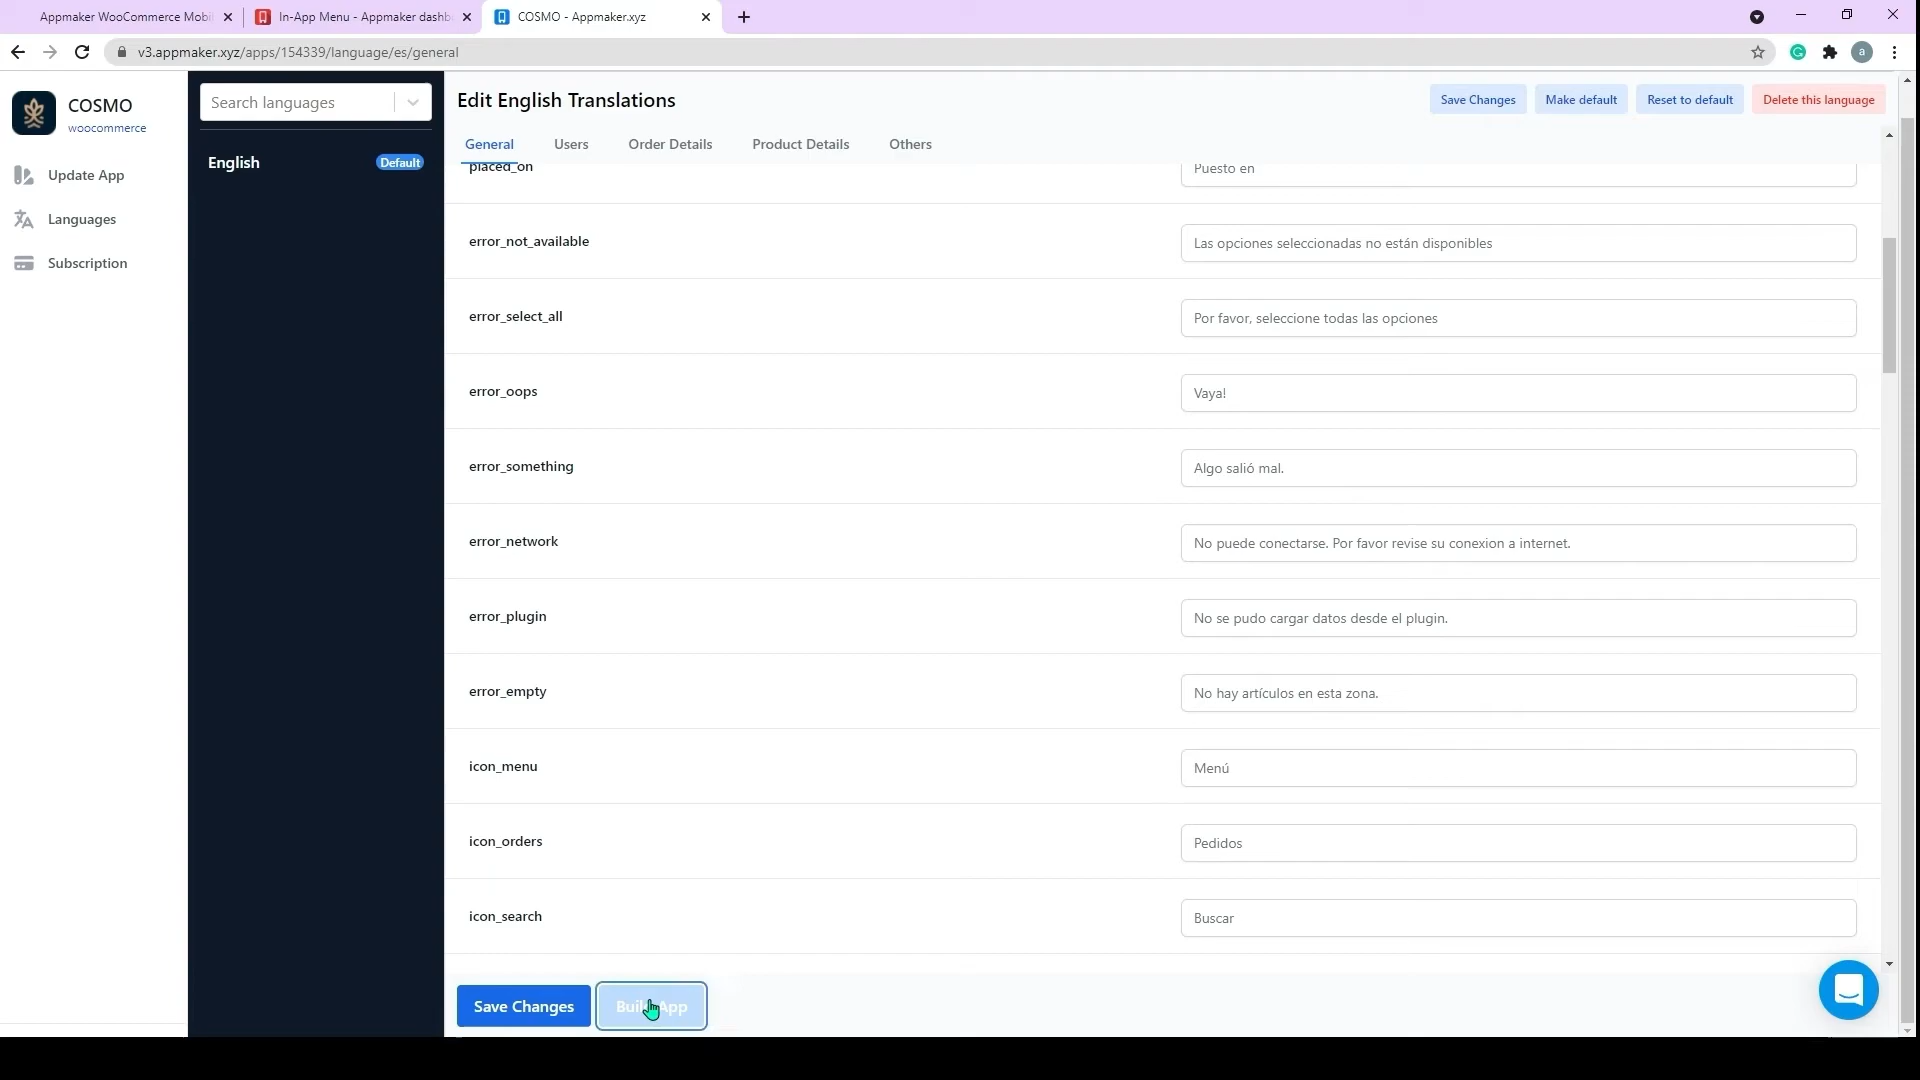 Appmaker WooCommerce Mobi
In-App Menu - Appmaker dashb
COSMO - Appmaker.xyz
v3.appmaker.xyz/apps/154339/language/es/general
a
COSMO
woocommerce
Update App
Languages
Subscription
Search languages
English
Default
Edit English Translations
Save Changes
Make default
Reset to default
Delete this language
General
Users
Order Details
Product Details
Others
placed_on
Puesto en
error_not_available
Las opciones seleccionadas no están disponibles
error_select_all
Por favor, seleccione todas las opciones
error_oops
Vaya!
error_something
Algo salió mal.
error_network
No puede conectarse. Por favor revise su conexion a internet.
error_plugin
No se pudo cargar datos desde el plugin.
error_empty
No hay artículos en esta zona.
icon_menu
Menú
icon_orders
Pedidos
icon_search
Buscar
Save Changes
Build App